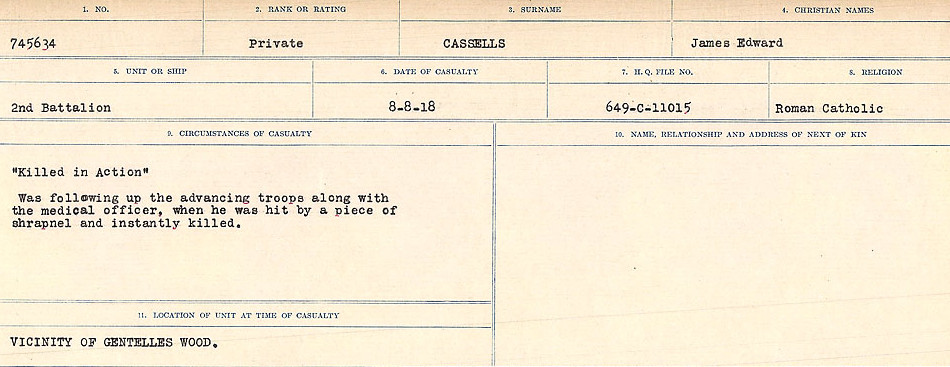 1. NO. 2. RANK OR RATING 3. SURNAME 4. CHRISTIAN NAMES
745634 Private CASSELLS James Edward
5. UNIT OR SHIP 6. DATE OF CASUALTY 7. H. Q. FILE NO. 8. RELIGION
2nd Battalion 8-8-18 649-C-11015 Roman Catholic
9. CIRCUMSTANCES OF CASUALTY 10. NAME, RELATIONSHIP AND ADDRESS OF NEXT OF KIN
"Killed in Action"
Was following up the advancing troops along with
the medical officer, when he was hit by a piece of
shrapnel and instantly killed.
11. LOCATION OF UNIT AT TIME OF CASUALTY
VICINITY OF GENTELLES WOOD.